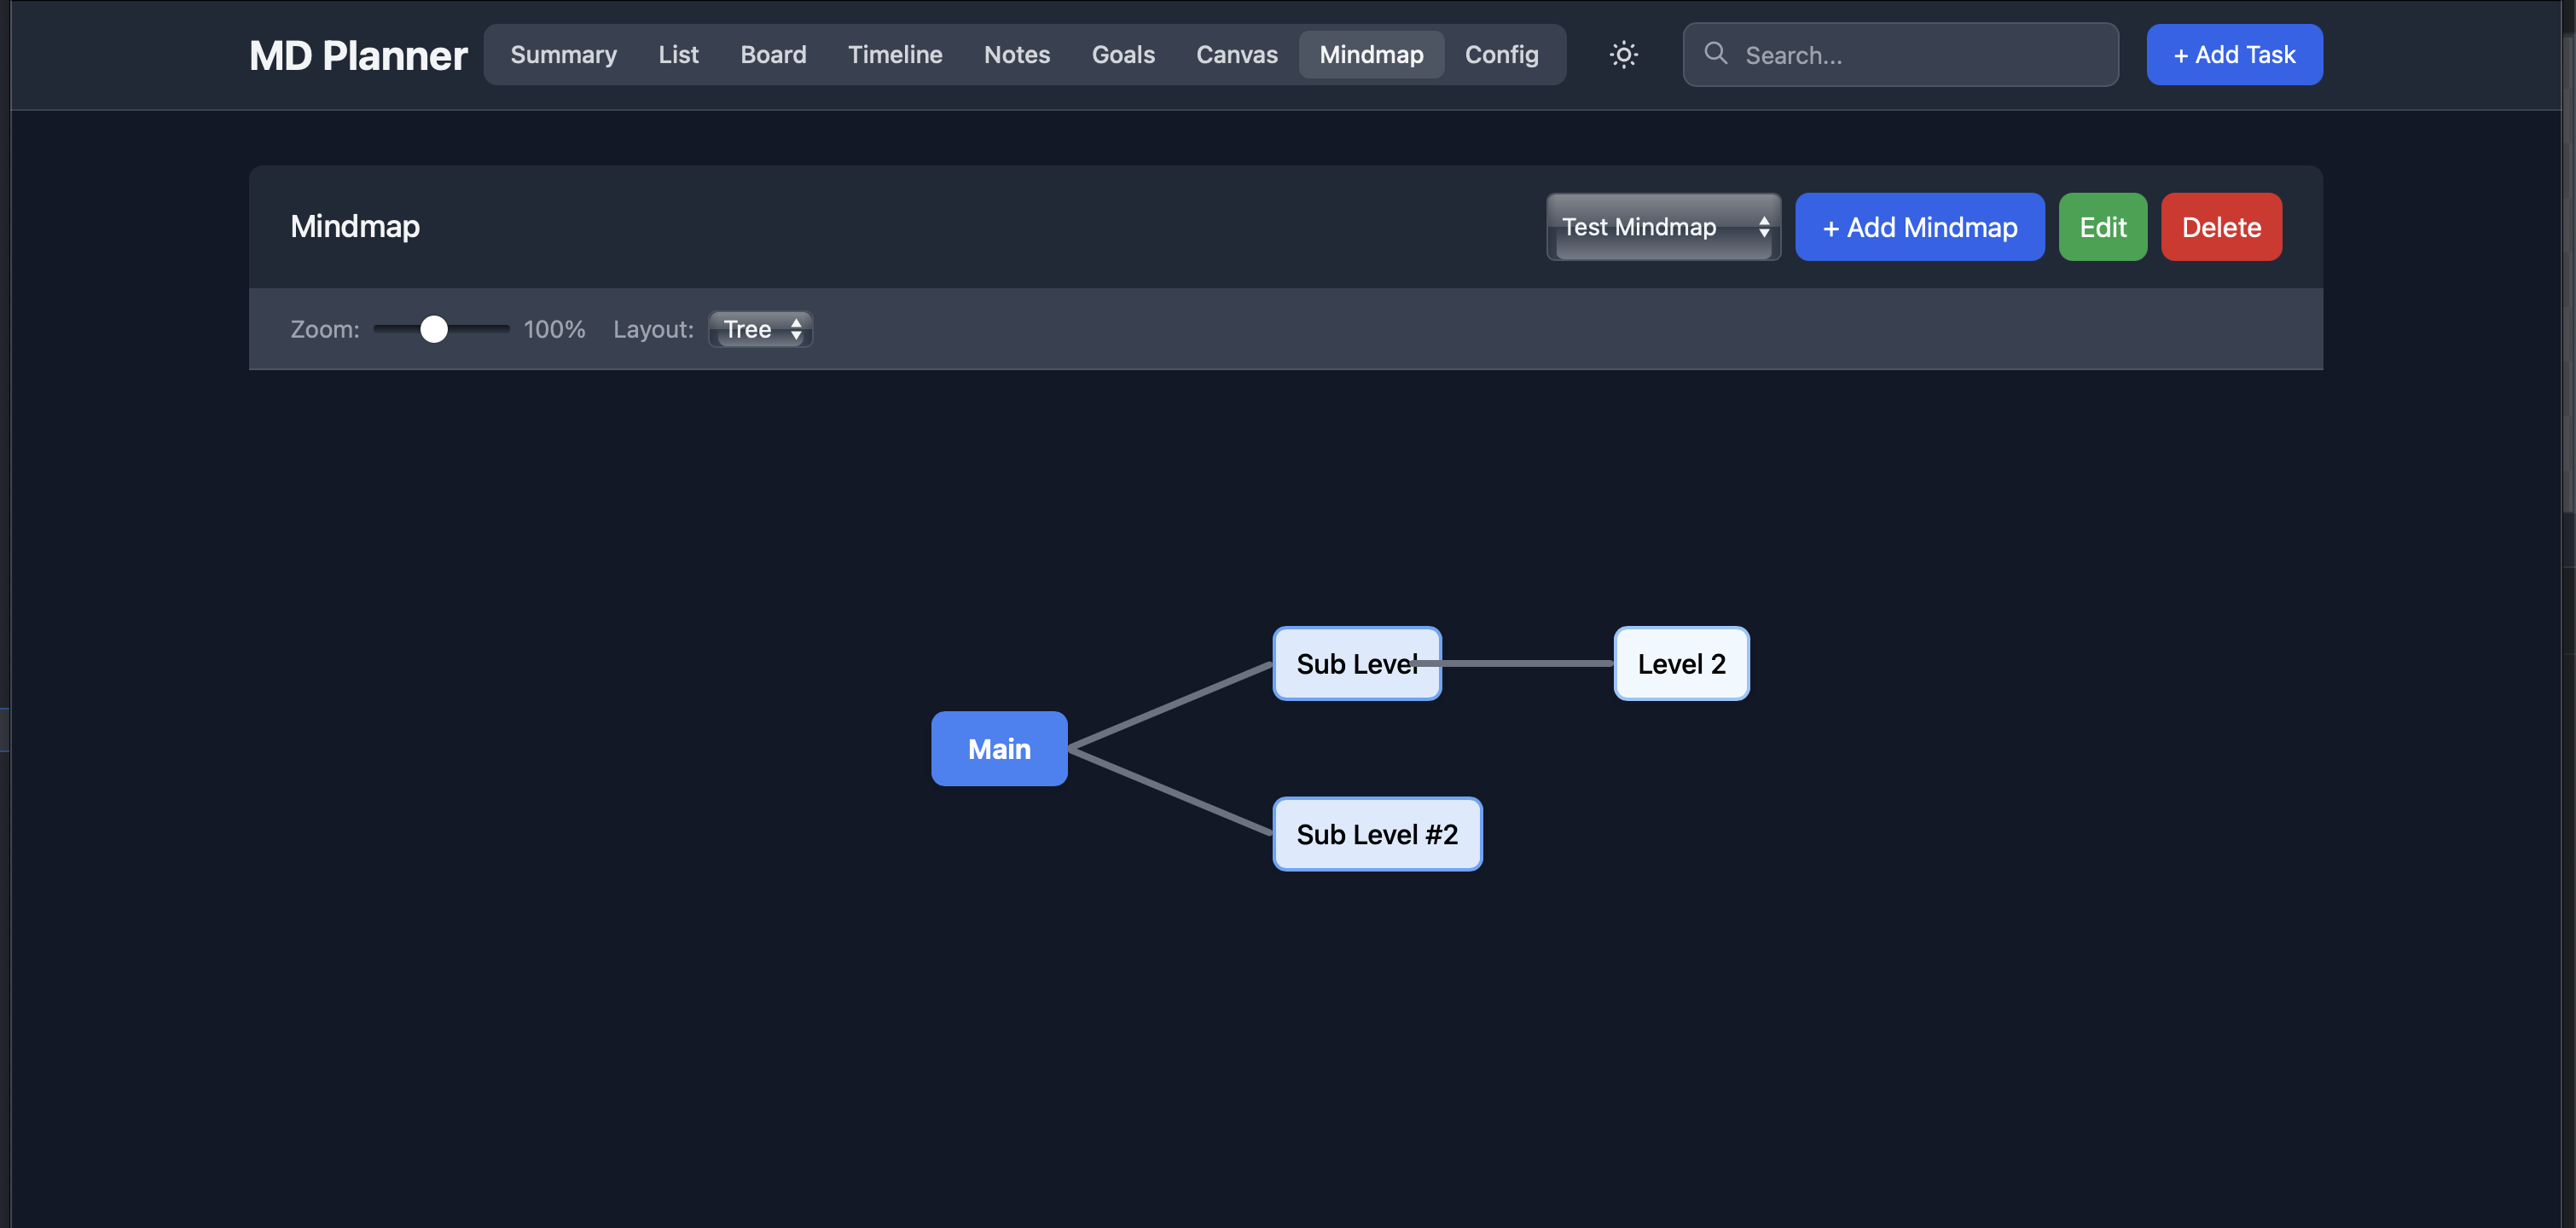 MD Planner Summary List Board Timeline Notes Goals Canvas Mindmap Config Search... + Add Task
Mindmap Test Mindmap + Add Mindmap Edit Delete
Zoom: 100% Layout: Tree
Sub Level Level 2
Main
Sub Level #2